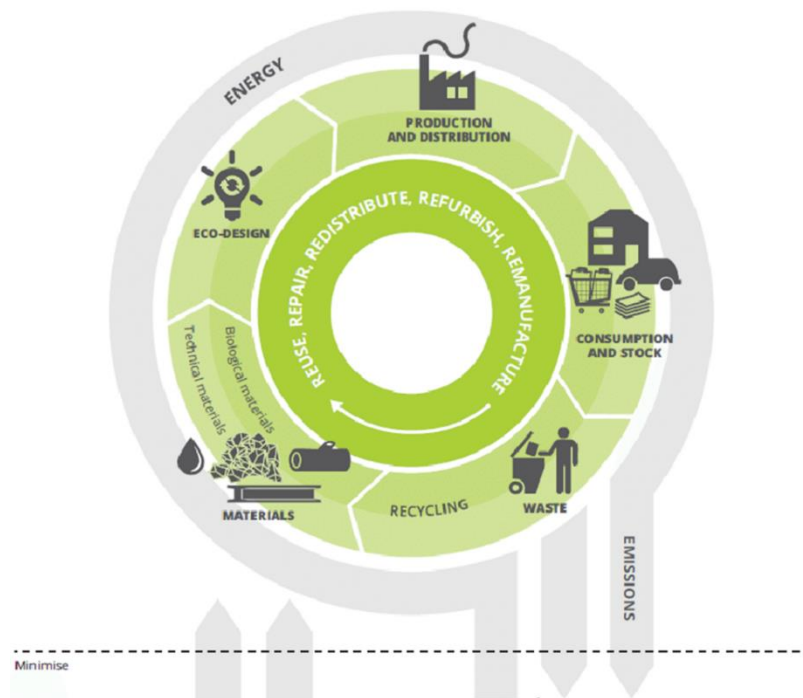 ENERGY
PRODUCTION
AND DISTRIBUTION
ECO-DESIGN
REUSE, REPAIR, REDISTRIBUTE, REFURBISH, REMANUFACTURE
CONSUMPTION
AND STOCK
Technical materials
Biological materials
MATERIALS
RECYCLING
WASTE
EMISSIONS
Minimise